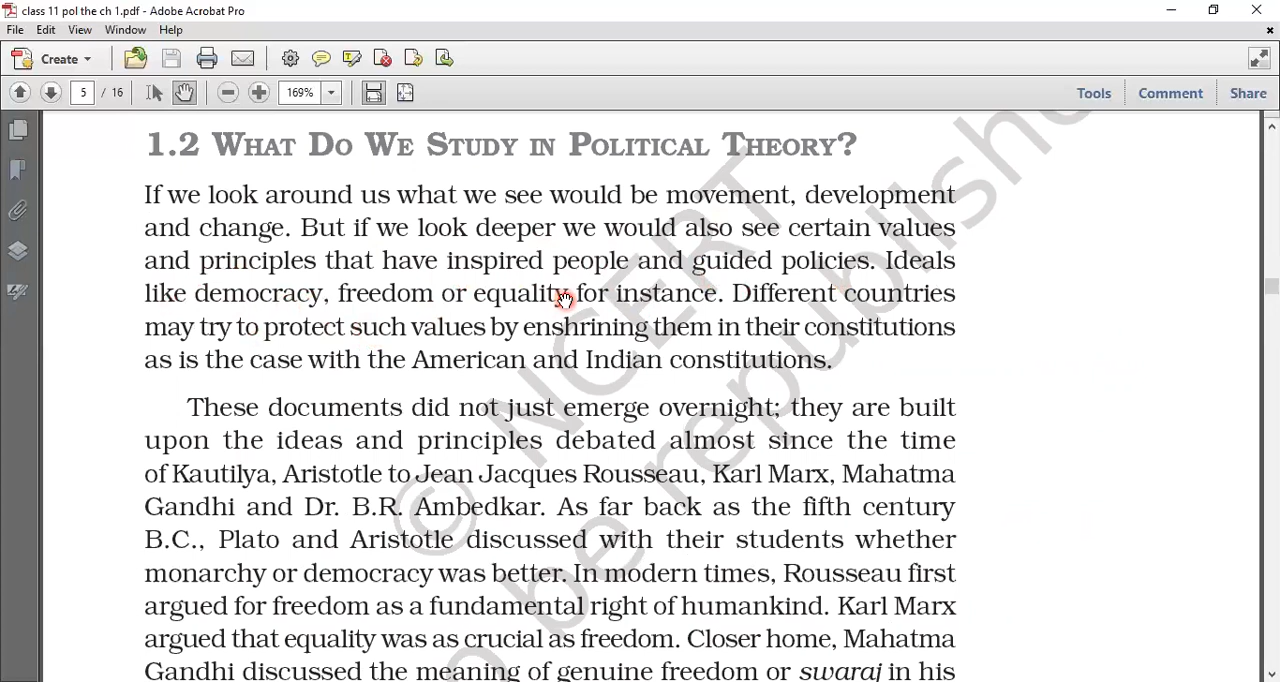 class 11 pol the ch 1.pdf - Adobe Acrobat Pro
File Edit View Window Help
Create
5 / 16 169% Tools Comment Share
1.2 WHAT DO WE STUDY IN POLITICAL THEORY?
If we look around us what we see would be movement, development
and change. But if we look deeper we would also see certain values
and principles that have inspired people and guided policies. Ideals
like democracy, freedom or equality for instance. Different countries
may try to protect such values by enshrining them in their constitutions
as is the case with the American and Indian constitutions.
These documents did not just emerge overnight; they are built
upon the ideas and principles debated almost since the time
of Kautilya, Aristotle to Jean Jacques Rousseau, Karl Marx, Mahatma
Gandhi and Dr. B.R. Ambedkar. As far back as the fifth century
B.C., Plato and Aristotle discussed with their students whether
monarchy or democracy was better. In modern times, Rousseau first
argued for freedom as a fundamental right of humankind. Karl Marx
argued that equality was as crucial as freedom. Closer home, Mahatma
Gandhi discussed the meaning of genuine freedom or swaraj in his
© NCERT
be republished